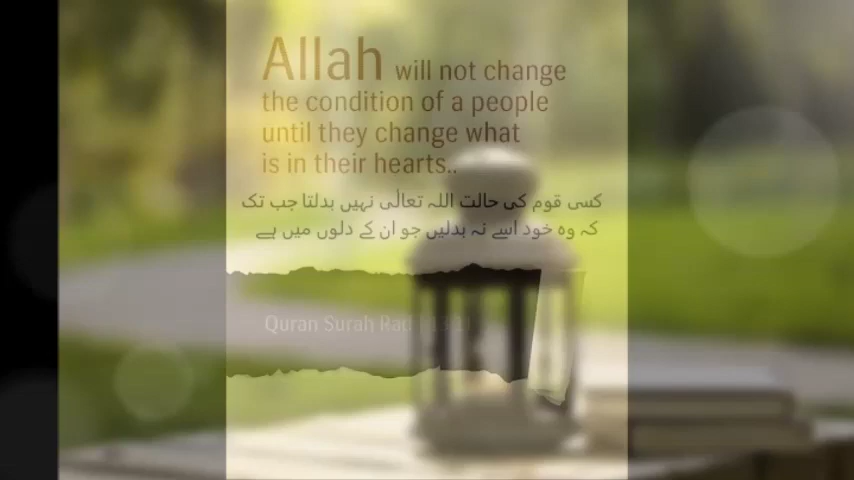 Allah will not change
the condition of a people
until they change what
is in their hearts..
کسی قوم کی حالت اللہ تعالٰی نہیں بدلتا جب تک
کہ وہ خود اسے نہ بدلیں جو ان کے دلوں میں ہے
Quran Surah Rad